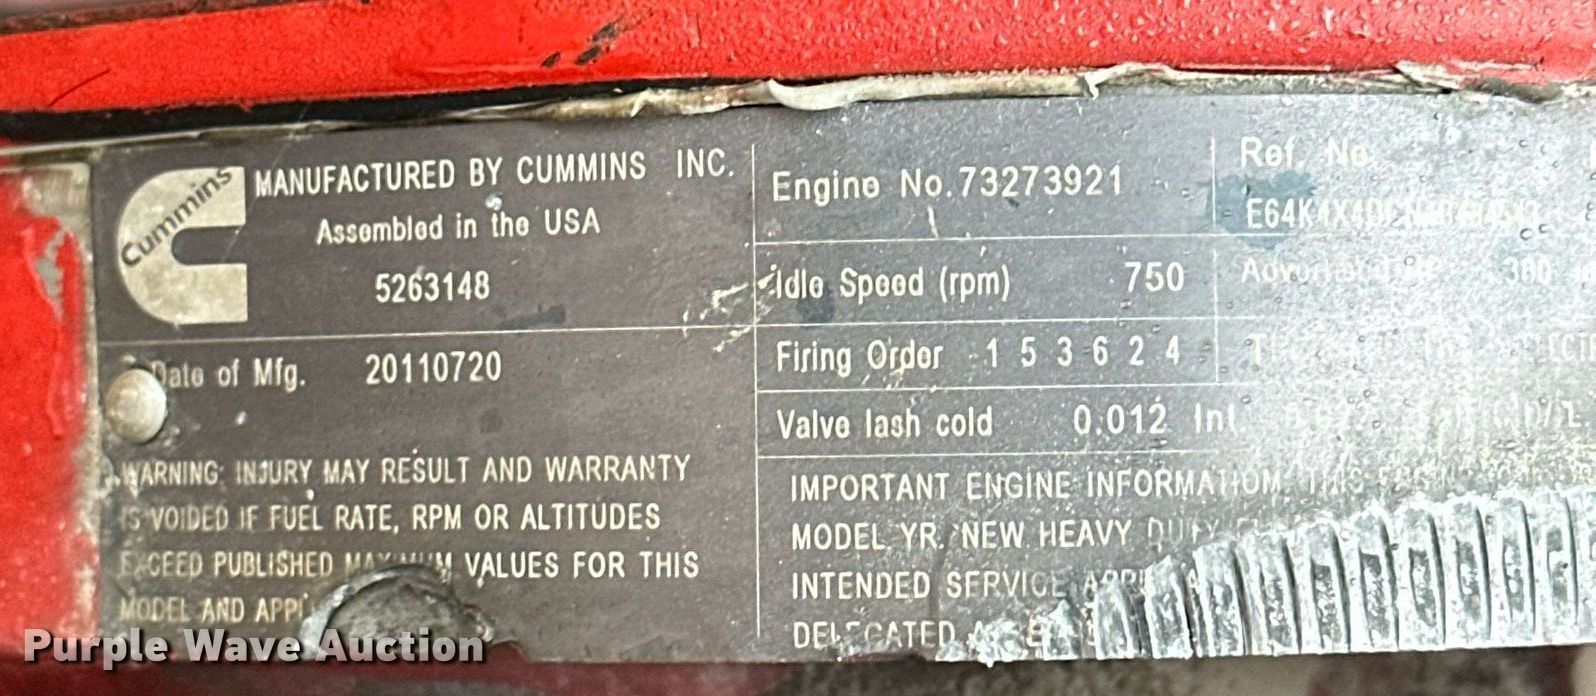 Cummins
MANUFACTURED BY CUMMINS INC.
Assembled in the USA
5263148
Date of Mfg. 20110720
WARNING: INJURY MAY RESULT AND WARRANTY
IS VOIDED IF FUEL RATE, RPM OR ALTITUDES
EXCEED PUBLISHED MAXIMUM VALUES FOR THIS
MODEL AND
Engine No. 73273921
Idle Speed (rpm) 750
Firing Order 1 5 3 6 2 4
Valve lash cold 0.012 Int
IMPORTANT ENGINE INFORMATION
MODEL YR. NEW HEAVY DUTY
INTENDED SERVICE
DELEGATED
Ref. No.
380
Purple Wave Auction